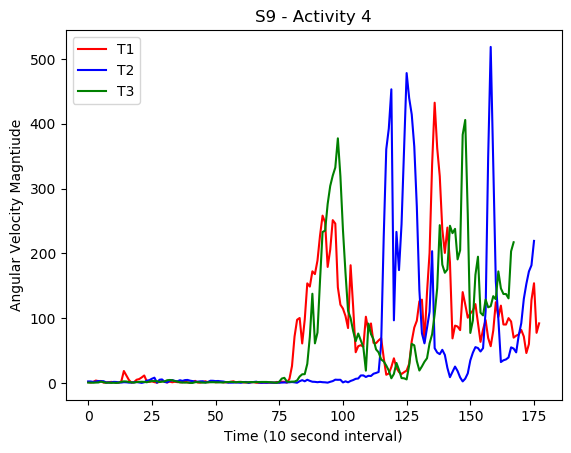 S9 - Activity 4
T1
T2
T3
Angular Velocity Magntiude
500
400
300
200
100
0
0 25 50 75 100 125 150 175
Time (10 second interval)